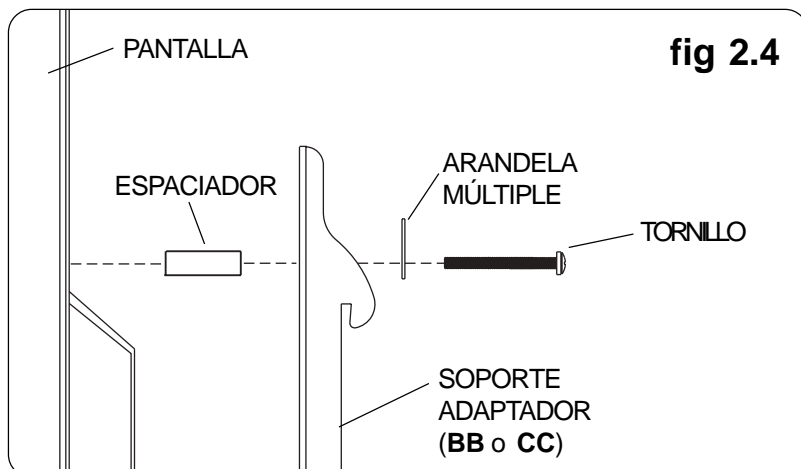 PANTALLA
fig 2.4
ESPACIADOR
ARANDELA
MÚLTIPLE
TORNILLO
SOPORTE
ADAPTADOR
(BB o CC)